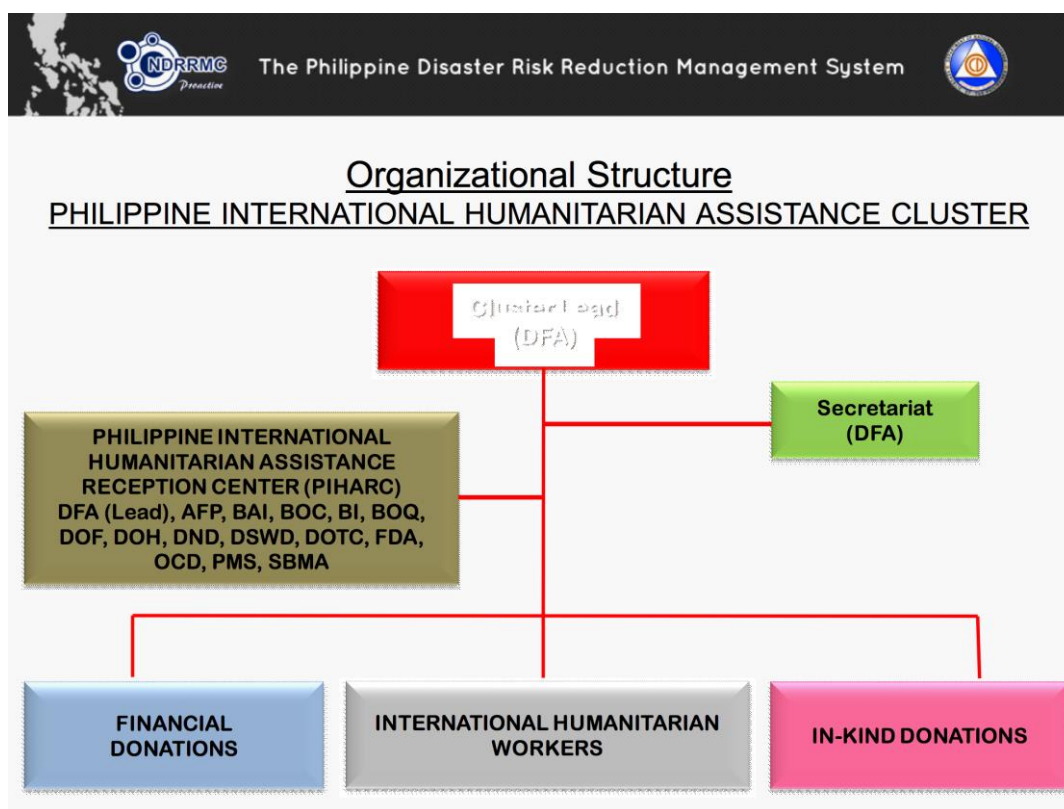 NDRRMC
Proactive
The Philippine Disaster Risk Reduction Management System
Organizational Structure
PHILIPPINE INTERNATIONAL HUMANITARIAN ASSISTANCE CLUSTER
Cluster Lead
(DFA)
Secretariat
(DFA)
PHILIPPINE INTERNATIONAL
HUMANITARIAN ASSISTANCE
RECEPTION CENTER (PIHARC)
DFA (Lead), AFP, BAI, BOC, BI, BOQ,
DOF, DOH, DND, DSWD, DOTC, FDA,
OCD, PMS, SBMA
FINANCIAL
DONATIONS
INTERNATIONAL HUMANITARIAN
WORKERS
IN-KIND DONATIONS